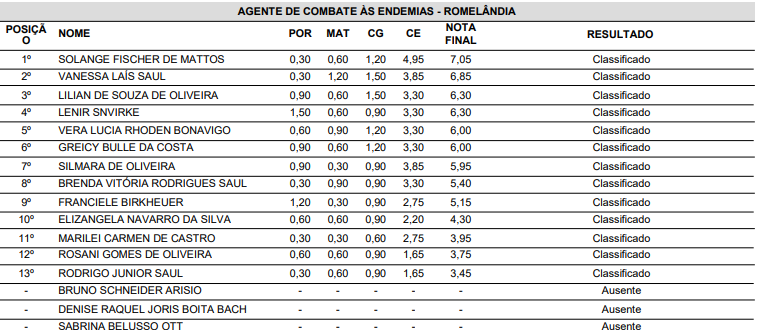 AGENTE DE COMBATE ÀS ENDEMIAS - ROMELÂNDIA
POSIÇÃO NOME POR MAT CG CE NOTA FINAL RESULTADO
1º SOLANGE FISCHER DE MATTOS 0,30 0,60 1,20 4,95 7,05 Classificado
2º VANESSA LAÍS SAUL 0,30 1,20 1,50 3,85 6,85 Classificado
3º LILIAN DE SOUZA DE OLIVEIRA 0,90 0,60 1,50 3,30 6,30 Classificado
4º LENIR SNVIRKE 1,50 0,60 0,90 3,30 6,30 Classificado
5º VERA LUCIA RHODEN BONAVIGO 0,60 0,90 1,20 3,30 6,00 Classificado
6º GREICY BULLE DA COSTA 0,90 0,60 1,20 3,30 6,00 Classificado
7º SILMARA DE OLIVEIRA 0,90 0,30 0,90 3,85 5,95 Classificado
8º BRENDA VITÓRIA RODRIGUES SAUL 0,30 0,90 0,90 3,30 5,40 Classificado
9º FRANCIELE BIRKHEUER 1,20 0,30 0,90 2,75 5,15 Classificado
10º ELIZANGELA NAVARRO DA SILVA 0,60 0,60 0,90 2,20 4,30 Classificado
11º MARILEI CARMEN DE CASTRO 0,30 0,30 0,60 2,75 3,95 Classificado
12º ROSANI GOMES DE OLIVEIRA 0,60 0,60 0,90 1,65 3,75 Classificado
13º RODRIGO JUNIOR SAUL 0,30 0,60 0,90 1,65 3,45 Classificado
- BRUNO SCHNEIDER ARISIO - - - - - Ausente
- DENISE RAQUEL JORIS BOITA BACH - - - - - Ausente
- SABRINA BELUSSO OTT - - - - - Ausente